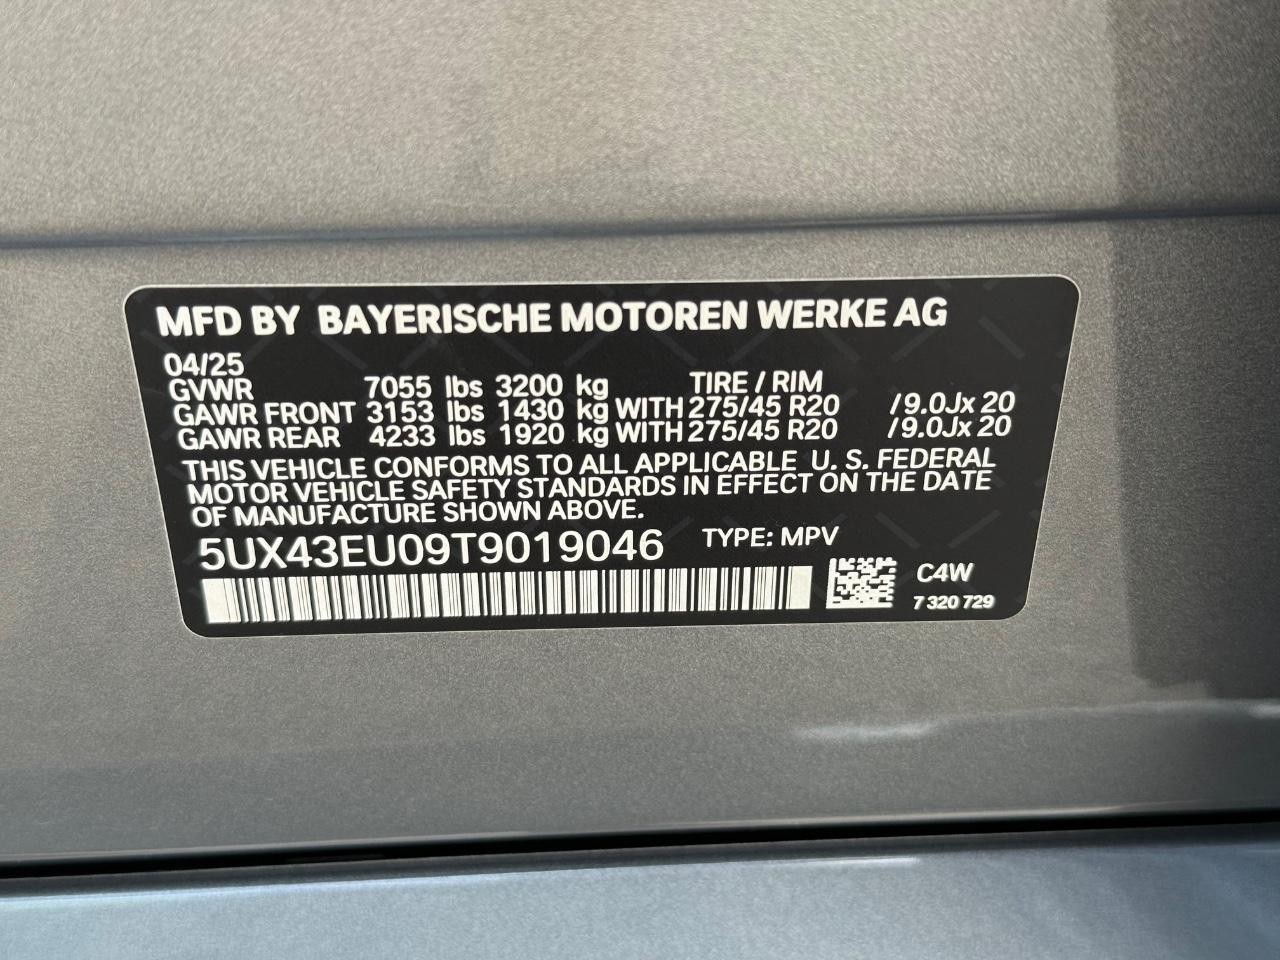 MFD BY BAYERISCHE MOTOREN WERKE AG
04/25
GVWR 7055 lbs 3200 kg TIRE / RIM
GAWR FRONT 3153 lbs 1430 kg WITH 275/45 R20 /9.0Jx 20
GAWR REAR 4233 lbs 1920 kg WITH 275/45 R20 /9.0Jx 20
THIS VEHICLE CONFORMS TO ALL APPLICABLE U. S. FEDERAL
MOTOR VEHICLE SAFETY STANDARDS IN EFFECT ON THE DATE
OF MANUFACTURE SHOWN ABOVE.
5UX43EU09T9019046 TYPE: MPV
C4W
7 320 729